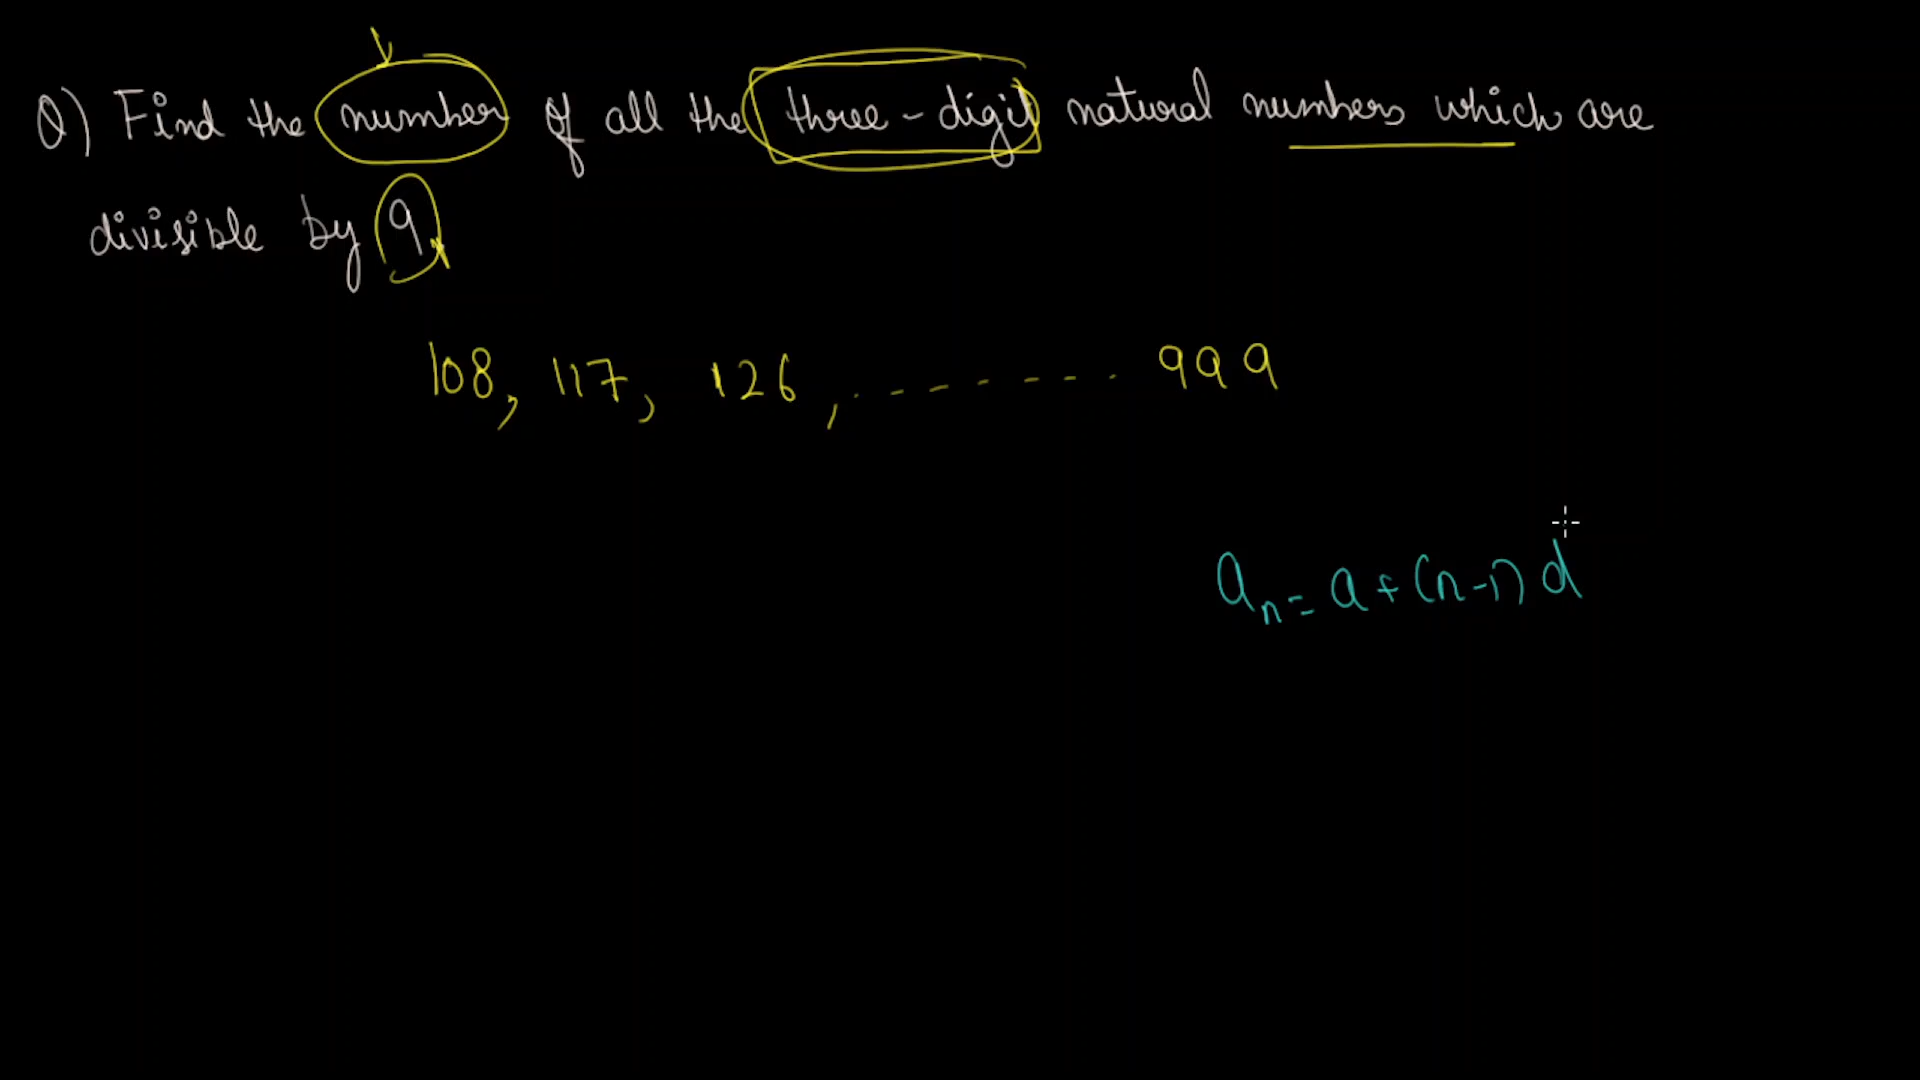 Q) Find the number of all the three-digit natural numbers which are
divisible by 9.
108, 117, 126, ........ 999
an = a + (n-1) d